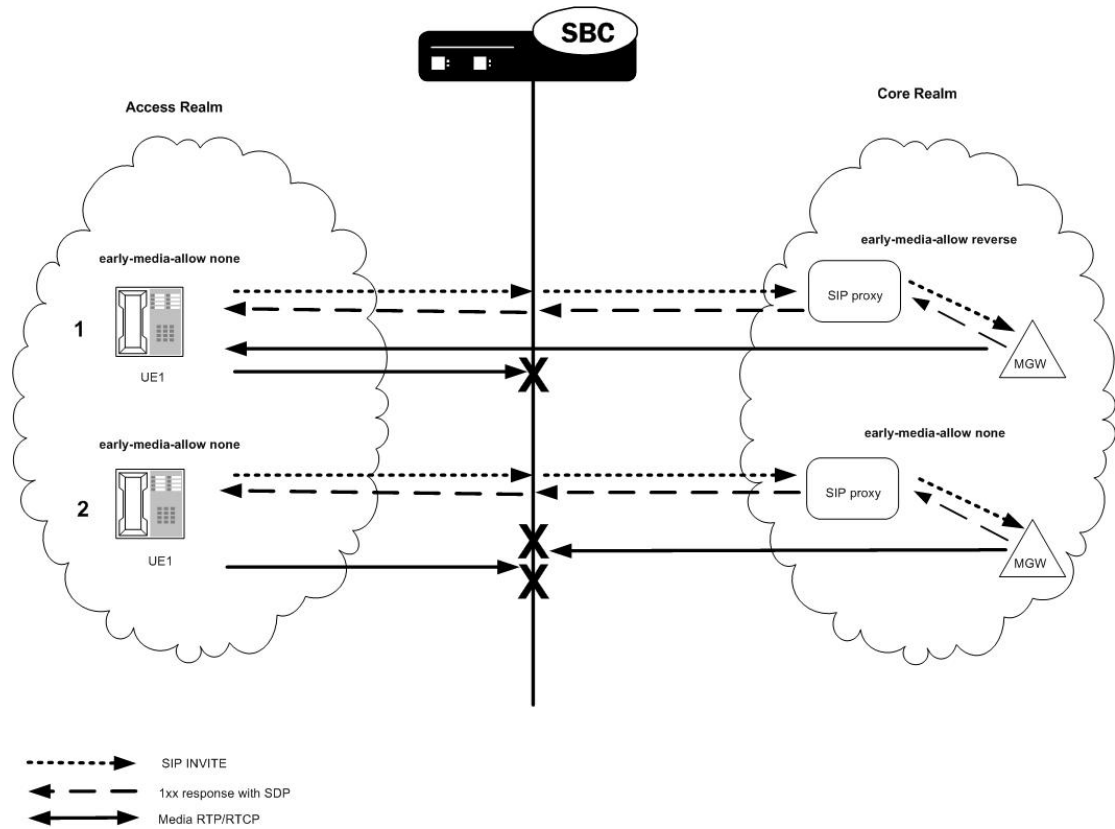 SBC
Access Realm
Core Realm
early-media-allow none
early-media-allow reverse
SIP proxy
1
UE1
MGW
early-media-allow none
early-media-allow none
SIP proxy
2
UE1
MGW
X
X
X
SIP INVITE
1xx response with SDP
Media RTP/RTCP